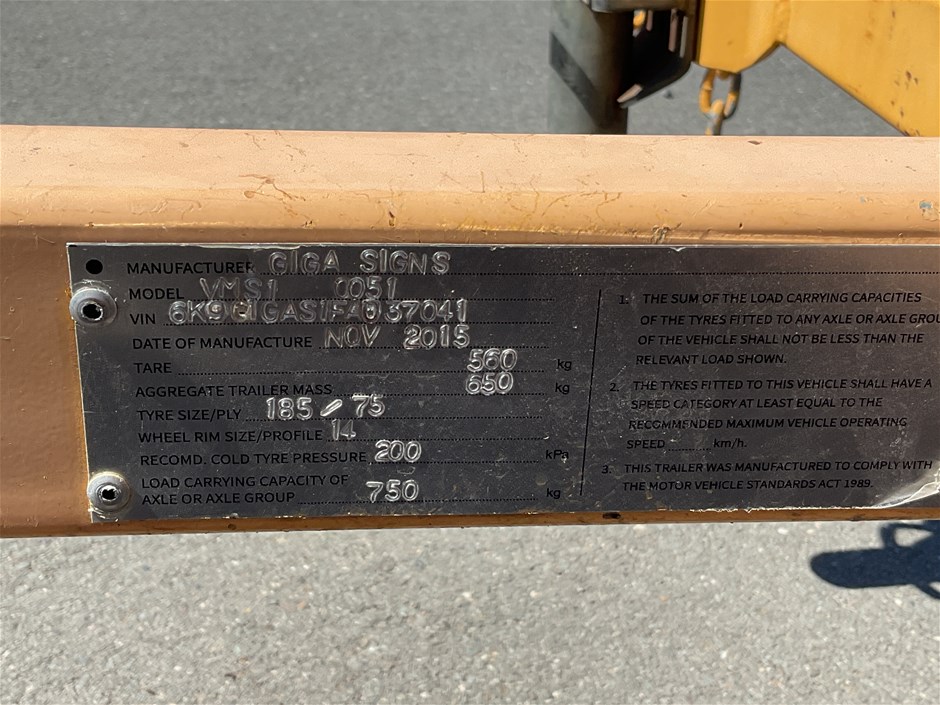 MANUFACTURER GIGA SIGNS
MODEL VMS1 0051
VIN 6K9V1GAS1FA037041
DATE OF MANUFACTURE NOV 2015
TARE 560 kg
AGGREGATE TRAILER MASS 650 kg
TYRE SIZE/PLY 185/75
WHEEL RIM SIZE/PROFILE 14
RECOMD. COLD TYRE PRESSURE 200 kPa
LOAD CARRYING CAPACITY OF
AXLE OR AXLE GROUP 750 kg
1. THE SUM OF THE LOAD CARRYING CAPACITIES
OF THE TYRES FITTED TO ANY AXLE OR AXLE GROU
OF THE VEHICLE SHALL NOT BE LESS THAN THE
RELEVANT LOAD SHOWN.
2. THE TYRES FITTED TO THIS VEHICLE SHALL HAVE A
SPEED CATEGORY AT LEAST EQUAL TO THE
RECOMMENDED MAXIMUM VEHICLE OPERATING
SPEED ........ km/h.
3. THIS TRAILER WAS MANUFACTURED TO COMPLY WITH
THE MOTOR VEHICLE STANDARDS ACT 1989.